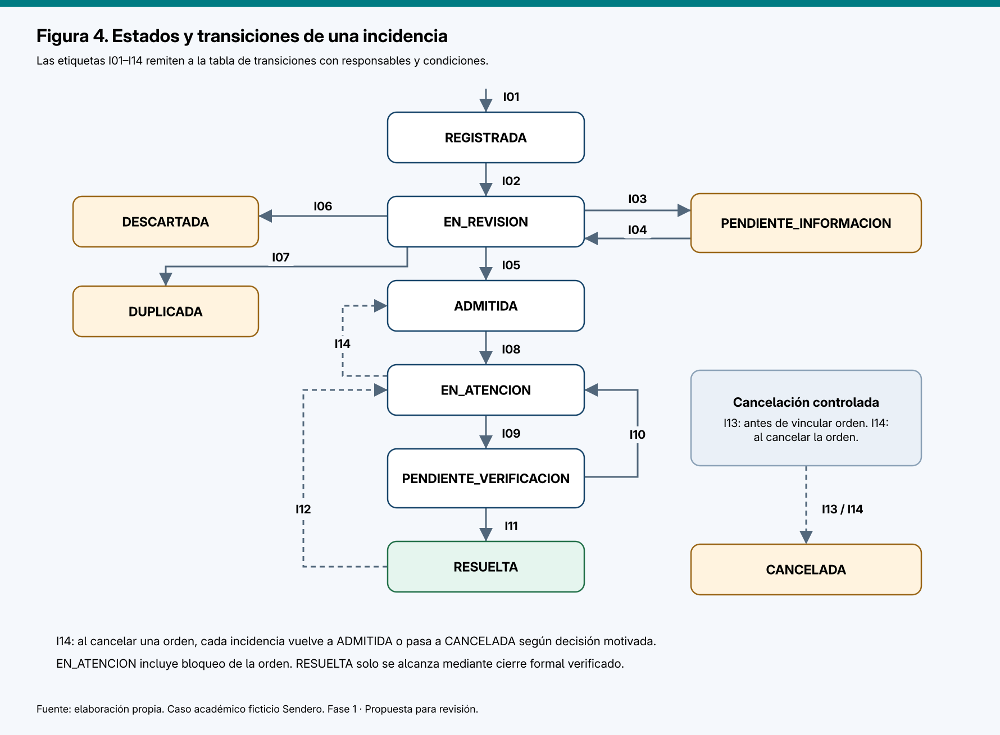 Figura 4. Estados y transiciones de una incidencia
Las etiquetas I01–I14 remiten a la tabla de transiciones con responsables y condiciones.
I01
REGISTRADA
I02
DESCARTADA
I06
EN_REVISION
I03
I04
PENDIENTE_INFORMACION
I07
I05
DUPLICADA
ADMITIDA
I14
I08
EN_ATENCION
Cancelación controlada
I13: antes de vincular orden. I14:
al cancelar la orden.
I09
I10
PENDIENTE_VERIFICACION
I12
I11
I13 / I14
RESUELTA
CANCELADA
I14: al cancelar una orden, cada incidencia vuelve a ADMITIDA o pasa a CANCELADA según decisión motivada.
EN_ATENCION incluye bloqueo de la orden. RESUELTA solo se alcanza mediante cierre formal verificado.
Fuente: elaboración propia. Caso académico ficticio Sendero. Fase 1 · Propuesta para revisión.